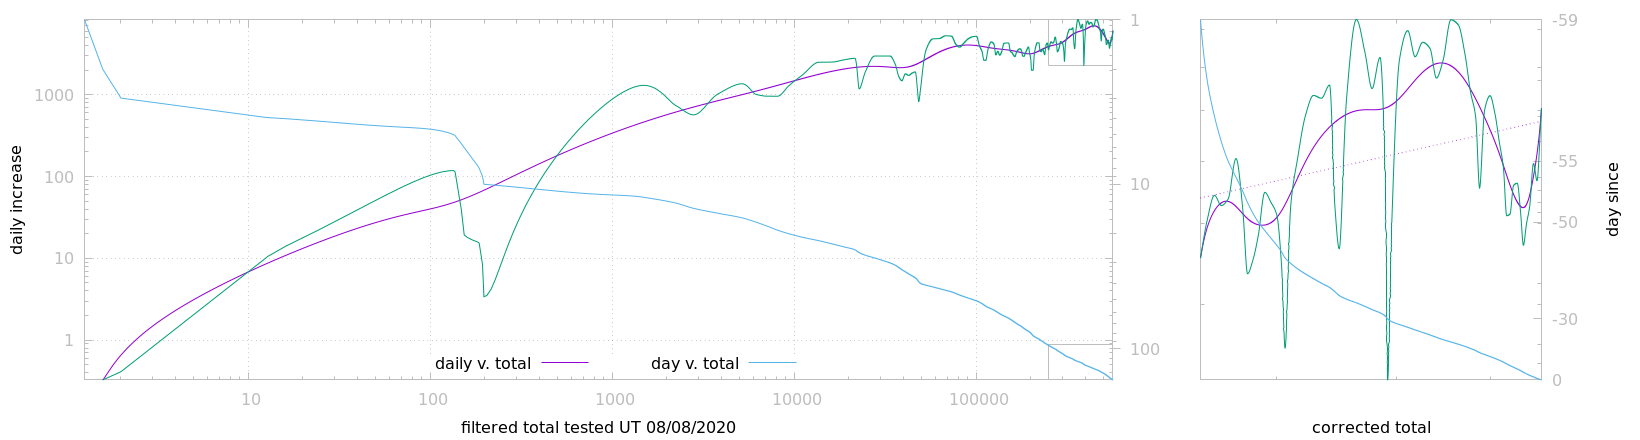 1
-59
1000
daily increase
100
10
1
10
-55
-50
-30
100
0
day since
daily v. total
day v. total
10
100
1000
10000
100000
filtered total tested UT 08/08/2020
corrected total